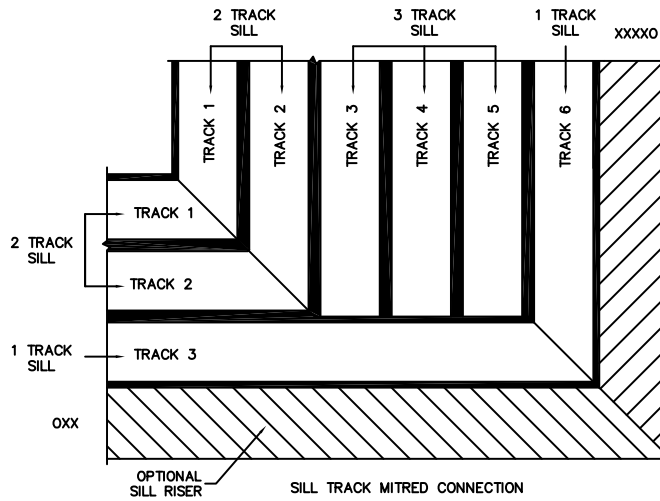 2 TRACK
SILL
3 TRACK
SILL
1 TRACK
SILL
XXXXO
TRACK 1
TRACK 2
TRACK 3
TRACK 4
TRACK 5
TRACK 6
2 TRACK
SILL
TRACK 1
TRACK 2
1 TRACK
SILL
TRACK 3
OXX
OPTIONAL
SILL RISER
SILL TRACK MITRED CONNECTION